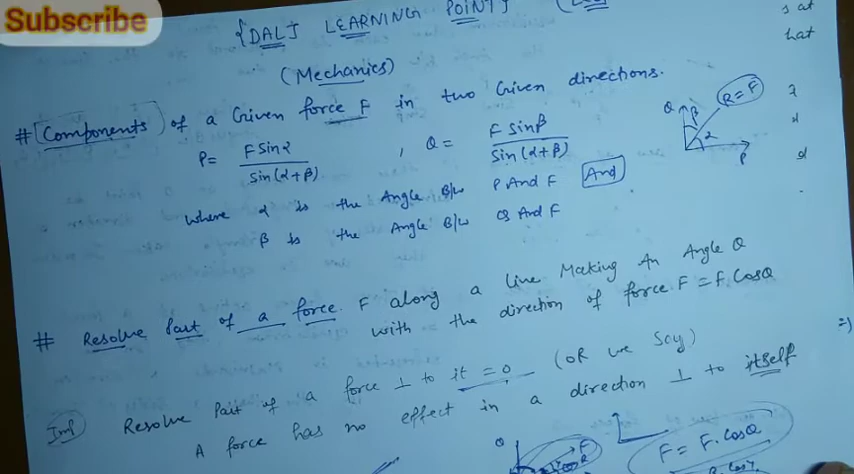 Subscribe
{DALJ LEARNING POINT}
(Mechanics)
# [Components] of a Given force F in two Given directions.
P = F Sin α / Sin (α + β) , Q = F Sin β / Sin (α + β)
where α is the Angle B/w P And F [And]
β is the Angle B/w Q And F
Q β R = F α P
# Resolve Part of a force F along a line Making An Angle Q
with the direction of force F = F. Cos Q
Imf Resolve Part of a force ⊥ to it = 0 (OR we Say)
A force has no effect in a direction ⊥ to itself
F = F. Cos Q